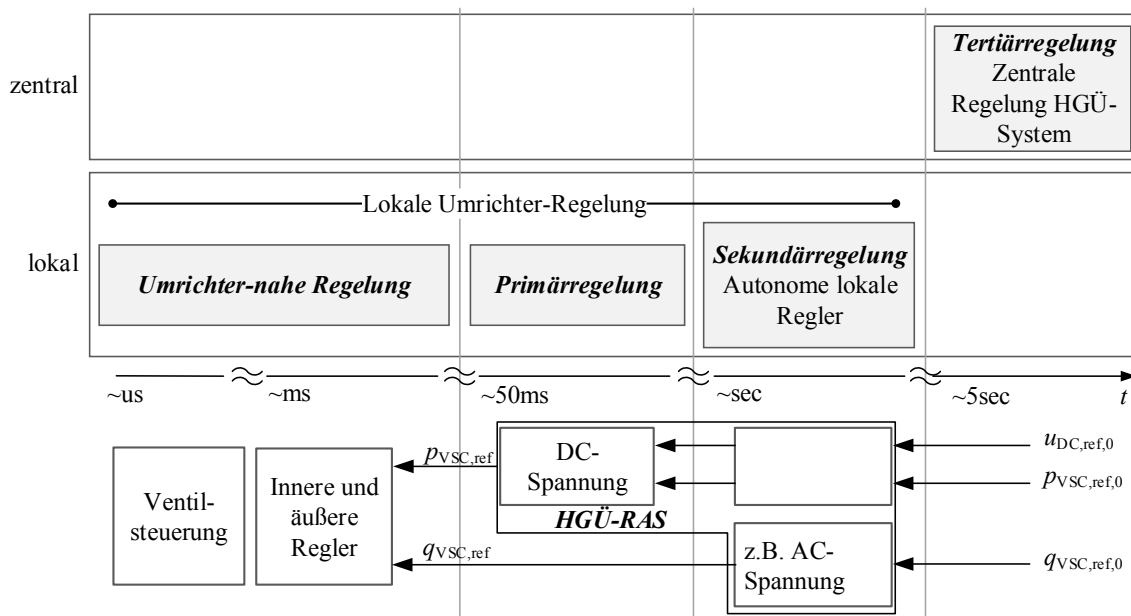 zentral
Tertiärregelung
Zentrale
Regelung HGÜ-
System
lokal
Lokale Umrichter-Regelung
Umrichter-nahe Regelung
Primärregelung
Sekundärregelung
Autonome lokale
Regler
~us
~ms
~50ms
~sec
~5sec
t
Ventil-
steuerung
Innere und
äußere
Regler
pVSC,ref
qVSC,ref
DC-
Spannung
HGÜ-RAS
z.B. AC-
Spannung
uDC,ref,0
pVSC,ref,0
qVSC,ref,0